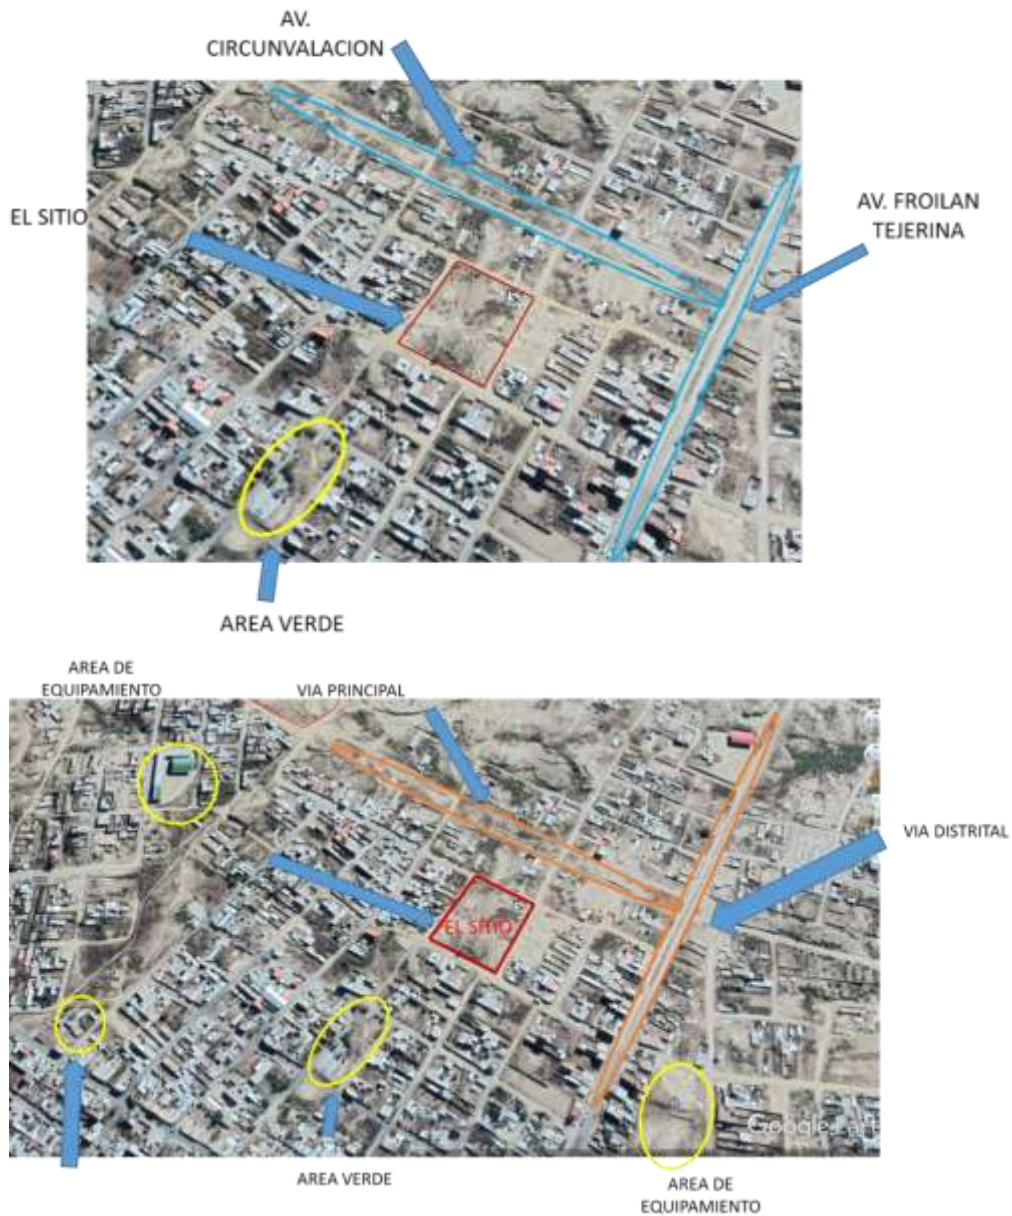 AV.
CIRCUNVALACION
EL SITIO
AV. FROILAN
TEJERINA
AREA VERDE
AREA DE
EQUIPAMIENTO
VIA PRINCIPAL
VIA DISTRITAL
EL SITIO
AREA VERDE
AREA DE
EQUIPAMIENTO
Google Eart